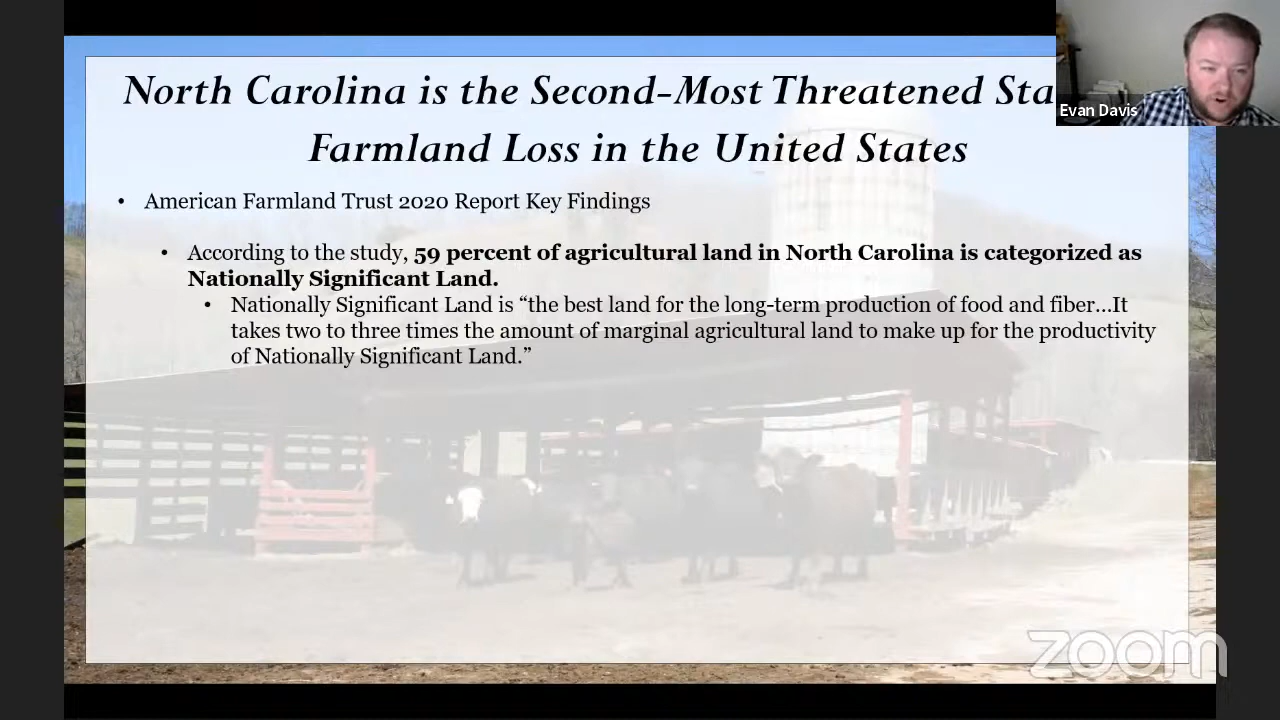 North Carolina is the Second-Most Threatened Sta
Farmland Loss in the United States
Evan Davis
• American Farmland Trust 2020 Report Key Findings
• According to the study, 59 percent of agricultural land in North Carolina is categorized as
Nationally Significant Land.
• Nationally Significant Land is “the best land for the long-term production of food and fiber…It
takes two to three times the amount of marginal agricultural land to make up for the productivity
of Nationally Significant Land.”
zoom